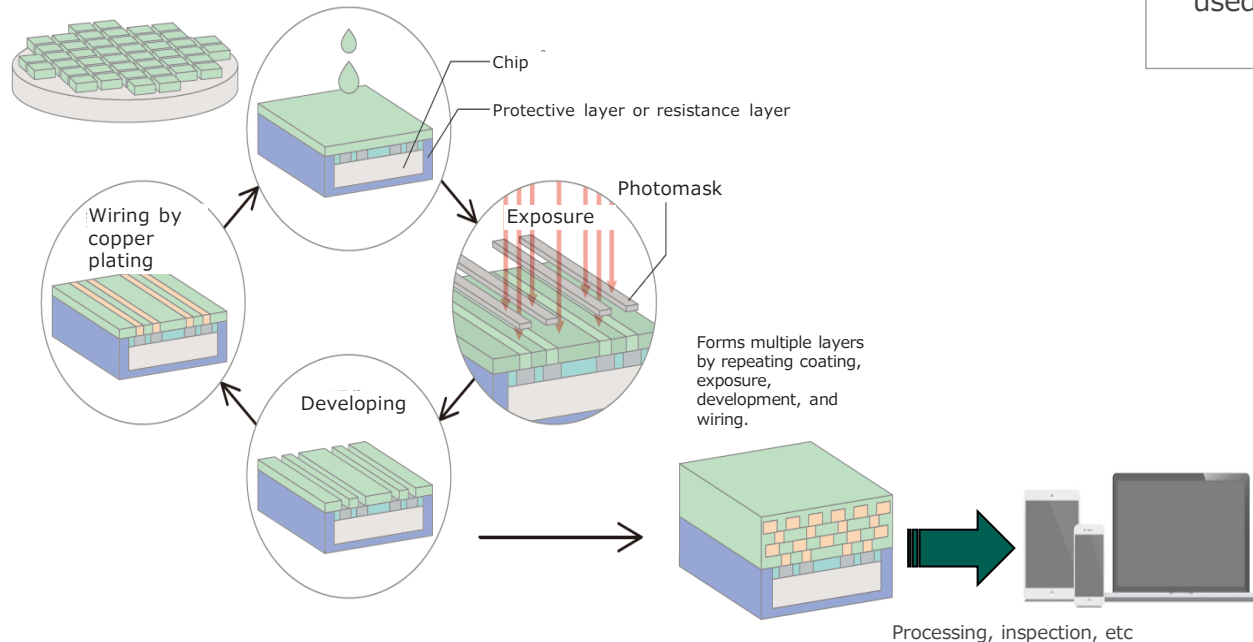 used
Chip
Protective layer or resistance layer
Photomask
Exposure
Wiring by
copper
plating
Developing
Forms multiple layers
by repeating coating,
exposure,
development, and
wiring.
Processing, inspection, etc